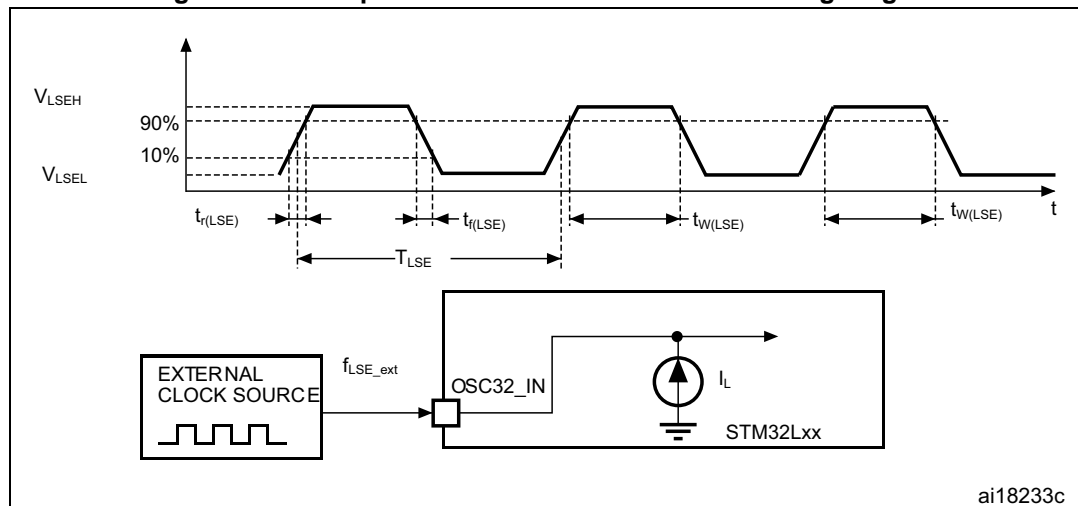 V_LSEH
90%
10%
V_LSEL
t_r(LSE)
t_f(LSE)
t_W(LSE)
t_W(LSE)
t
T_LSE
EXTERNAL
CLOCK SOURCE
f_LSE_ext
OSC32_IN
I_L
STM32Lxx
ai18233c